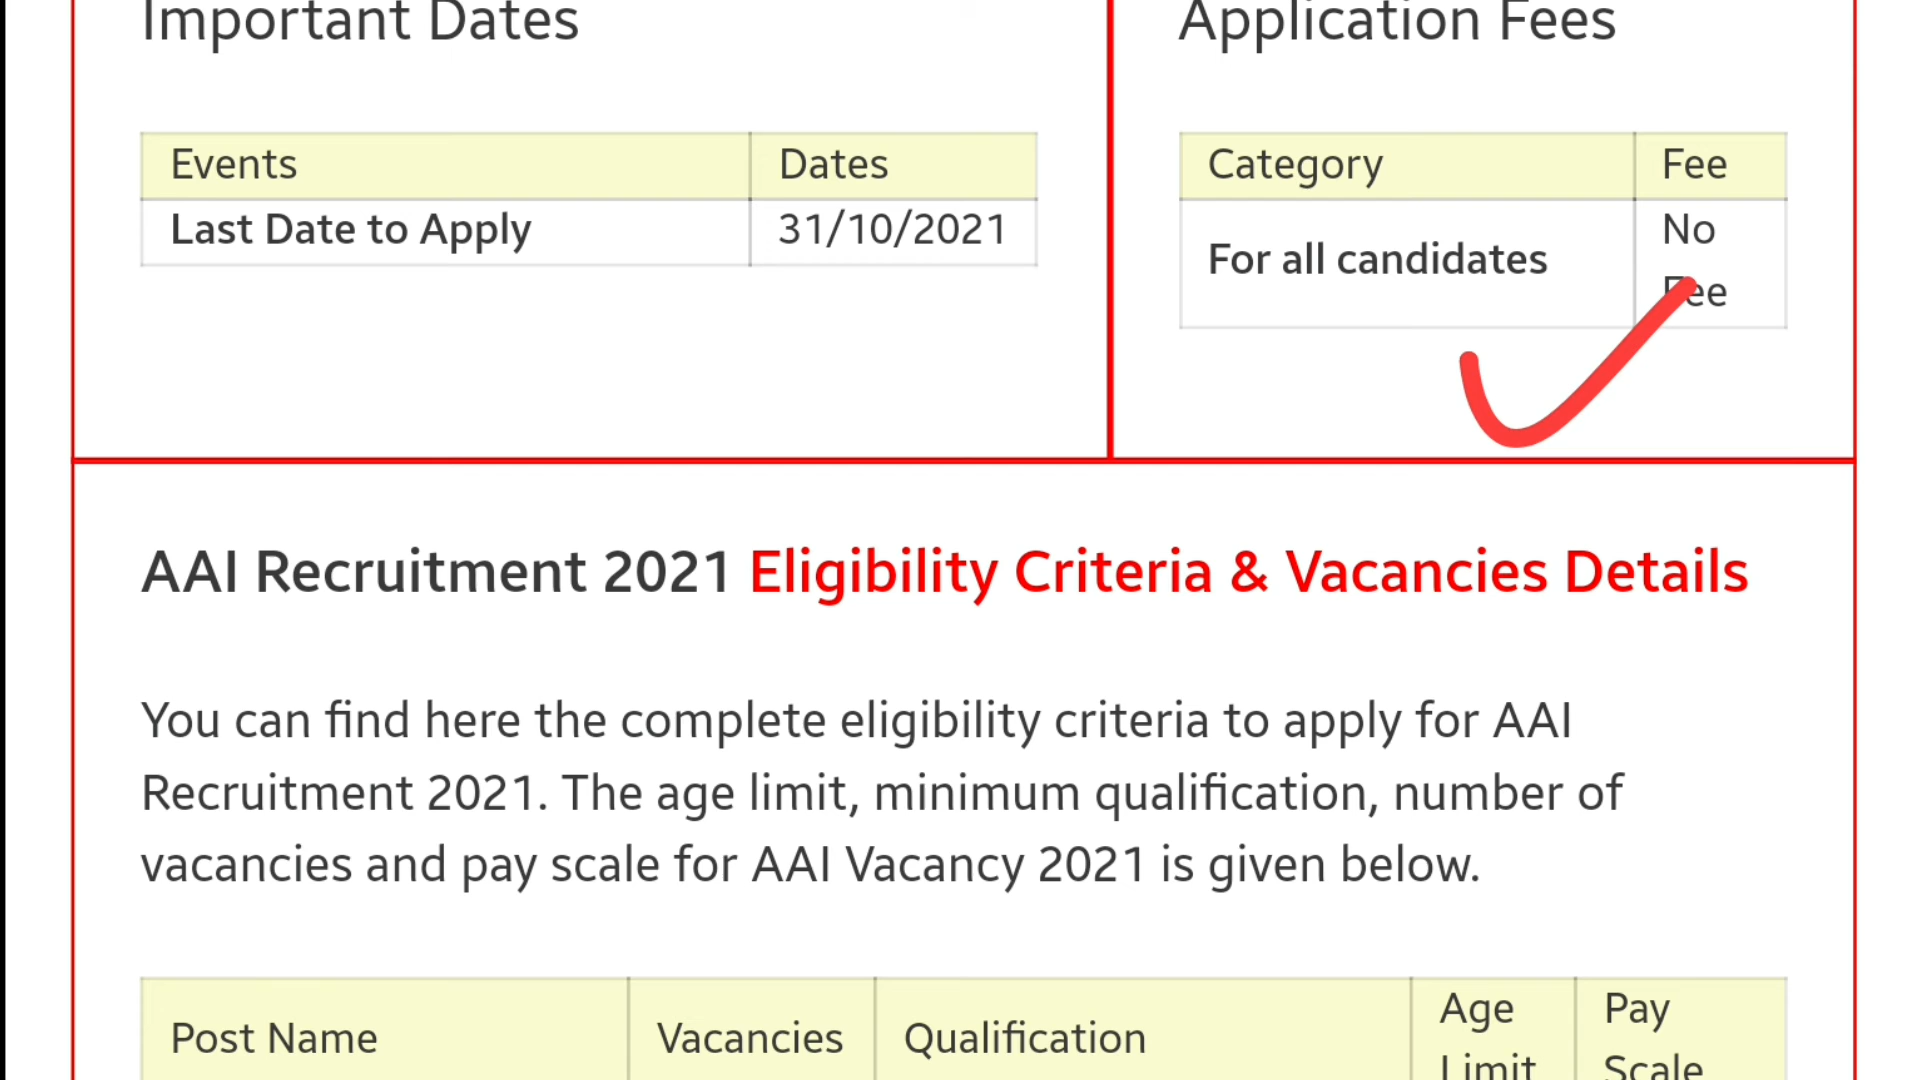 Important Dates
Events Dates
Last Date to Apply 31/10/2021
Application Fees
Category Fee
For all candidates No
Fee
AAI Recruitment 2021 Eligibility Criteria & Vacancies Details
You can find here the complete eligibility criteria to apply for AAI
Recruitment 2021. The age limit, minimum qualification, number of
vacancies and pay scale for AAI Vacancy 2021 is given below.
Post Name Vacancies Qualification Age Limit Pay Scale